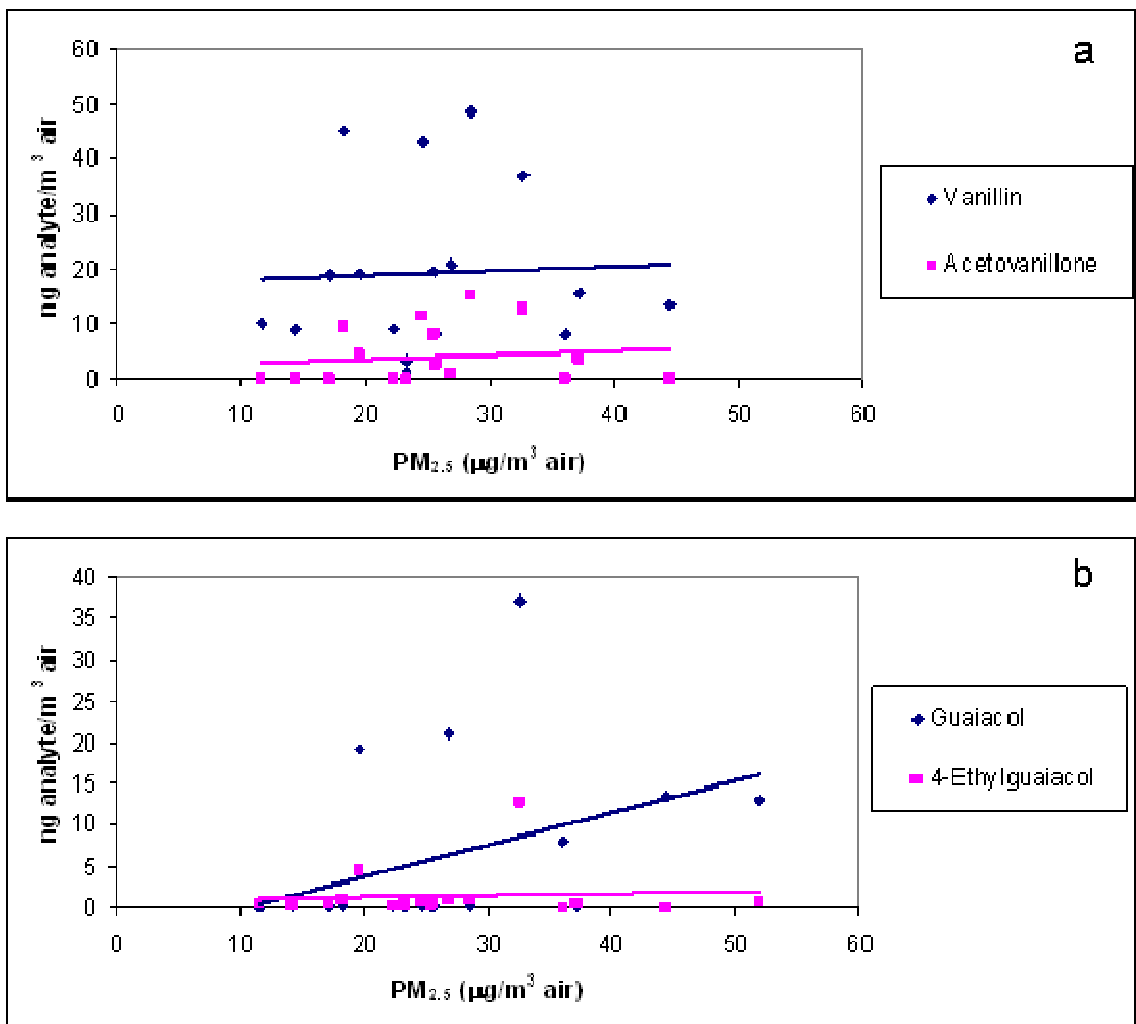 a
60
50
40
30
20
10
0
ng analyte/m³ air
0 10 20 30 40 50 60
PM₂.₅ (µg/m³ air)
Vanillin
Acetovanillone
b
40
35
30
25
20
15
10
5
0
ng analyte/m³ air
0 10 20 30 40 50 60
PM₂.₅ (µg/m³ air)
Guaiacol
4-Ethylguaiacol